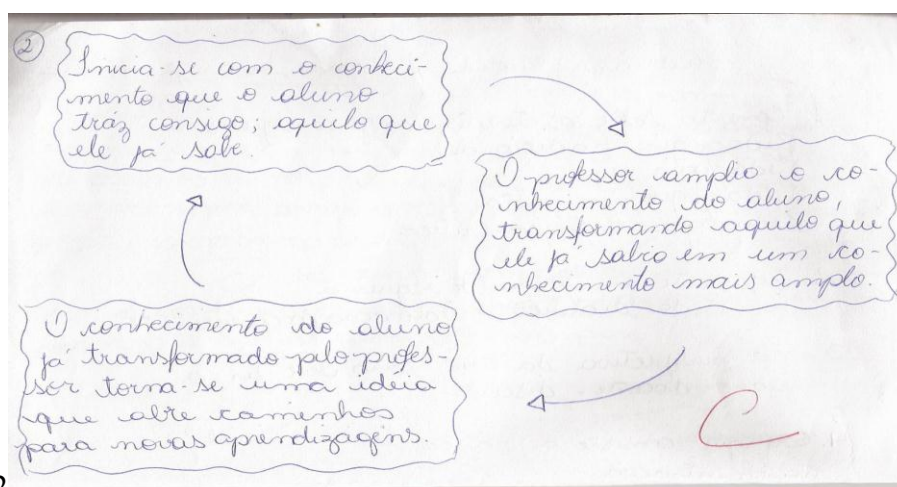 2
Inicia-se com o conheci-
mento que o aluno
tráz consigo; aquilo que
ele já sabe.
O professor amplia o co-
nhecimento do aluno,
transformando aquilo que
ele já sabia em um co-
nhecimento mais amplo.
O conhecimento do aluno
já transformado pelo profes-
sor torna-se uma idéia
que abre caminhos
para novas aprendizagens.